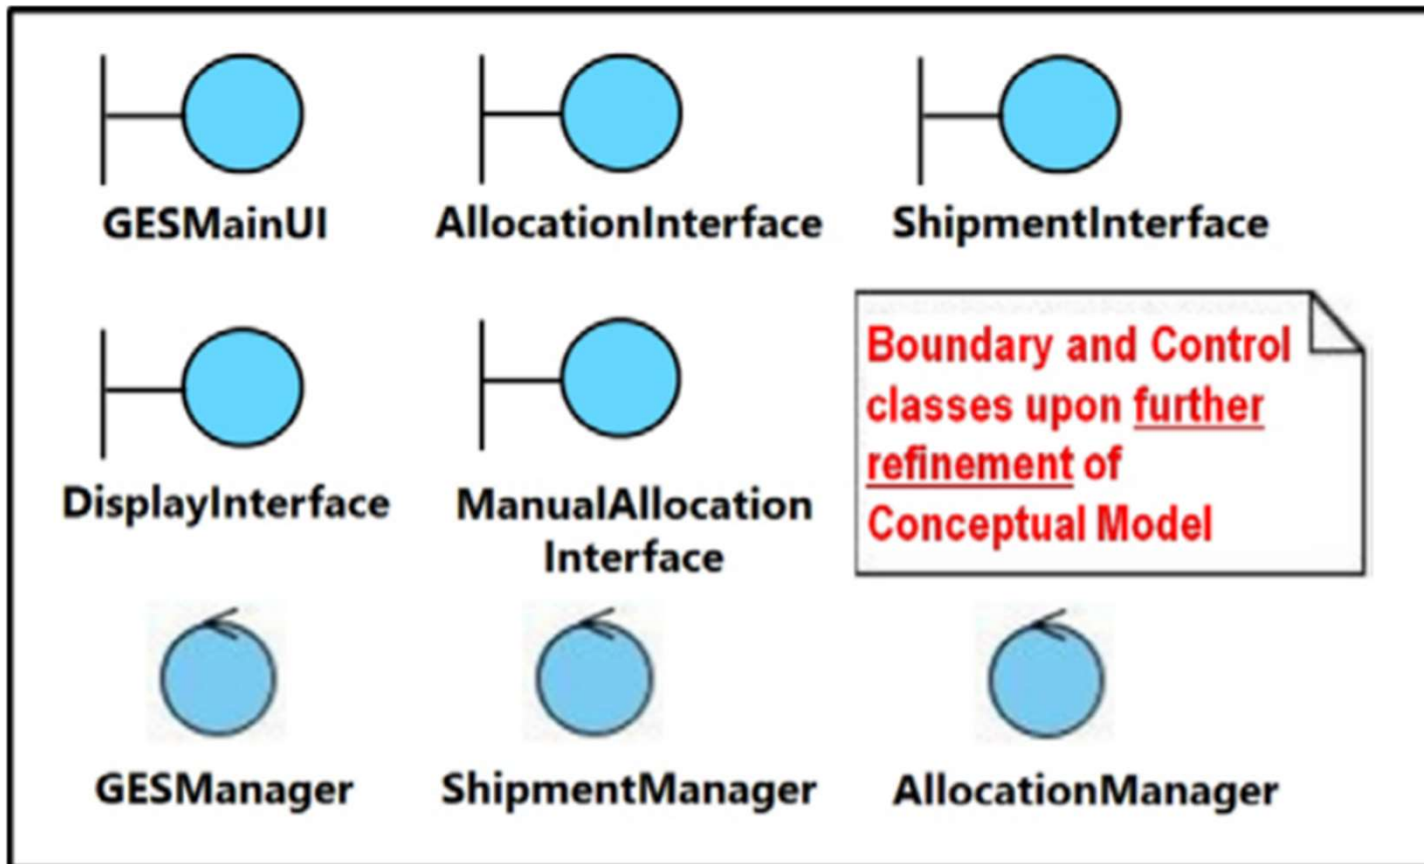 GESMainUI
AllocationInterface
ShipmentInterface
DisplayInterface
ManualAllocation
Interface
Boundary and Control
classes upon further
refinement of
Conceptual Model
GESManager
ShipmentManager
AllocationManager